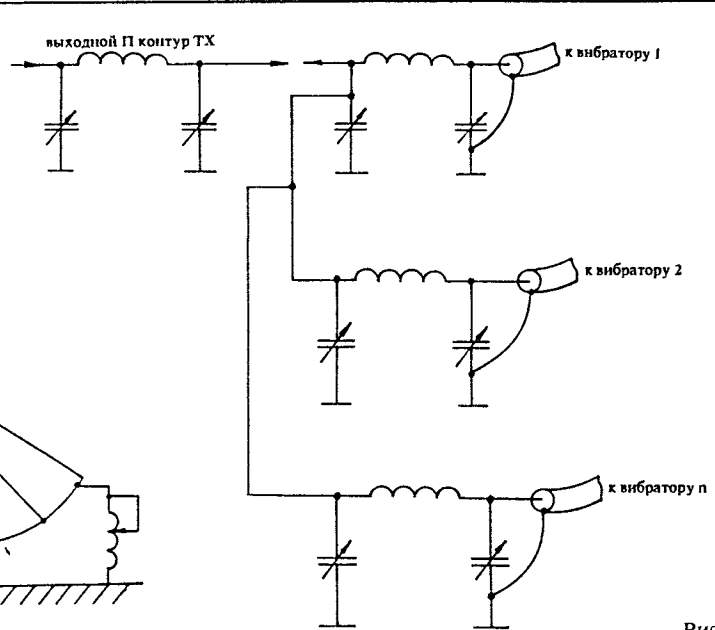 выходной П контур ТХ
к вибратору 1
к вибратору 2
к вибратору n